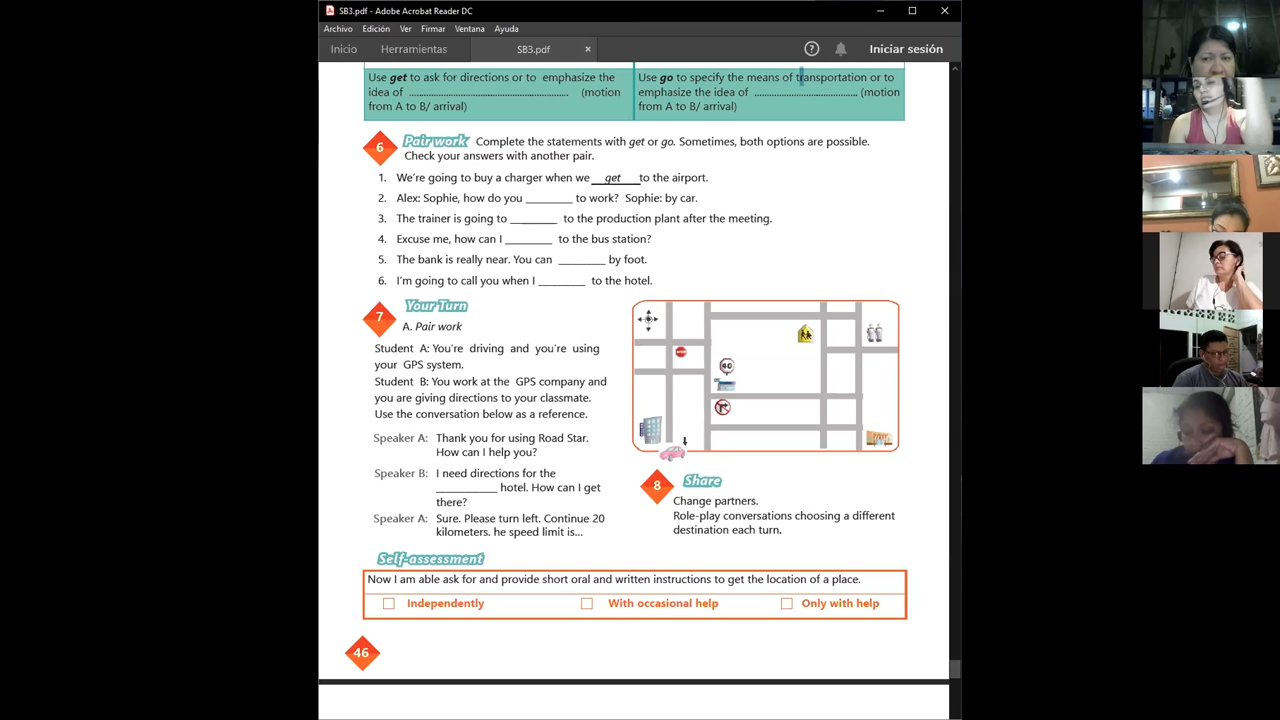 SB3.pdf - Adobe Acrobat Reader DC
Archivo Edición Ver Firmar Ventana Ayuda
Inicio Herramientas SB3.pdf × ? Iniciar sesión
Use get to ask for directions or to emphasize the
idea of .......................................................... (motion
from A to B/ arrival)
Use go to specify the means of transportation or to
emphasize the idea of ...................................... (motion
from A to B/ arrival)
6 Pair work Complete the statements with get or go. Sometimes, both options are possible.
Check your answers with another pair.
1. We're going to buy a charger when we __get__ to the airport.
2. Alex: Sophie, how do you ________ to work? Sophie: by car.
3. The trainer is going to ________ to the production plant after the meeting.
4. Excuse me, how can I ________ to the bus station?
5. The bank is really near. You can ________ by foot.
6. I'm going to call you when I ________ to the hotel.
7 Your Turn
A. Pair work
Student A: You're driving and you're using
your GPS system.
Student B: You work at the GPS company and
you are giving directions to your classmate.
Use the conversation below as a reference.
Speaker A: Thank you for using Road Star.
How can I help you?
Speaker B: I need directions for the
__________ hotel. How can I get
there?
Speaker A: Sure. Please turn left. Continue 20
kilometers. he speed limit is...
40
8 Share
Change partners.
Role-play conversations choosing a different
destination each turn.
Self-assessment
Now I am able ask for and provide short oral and written instructions to get the location of a place.
Independently With occasional help Only with help
46